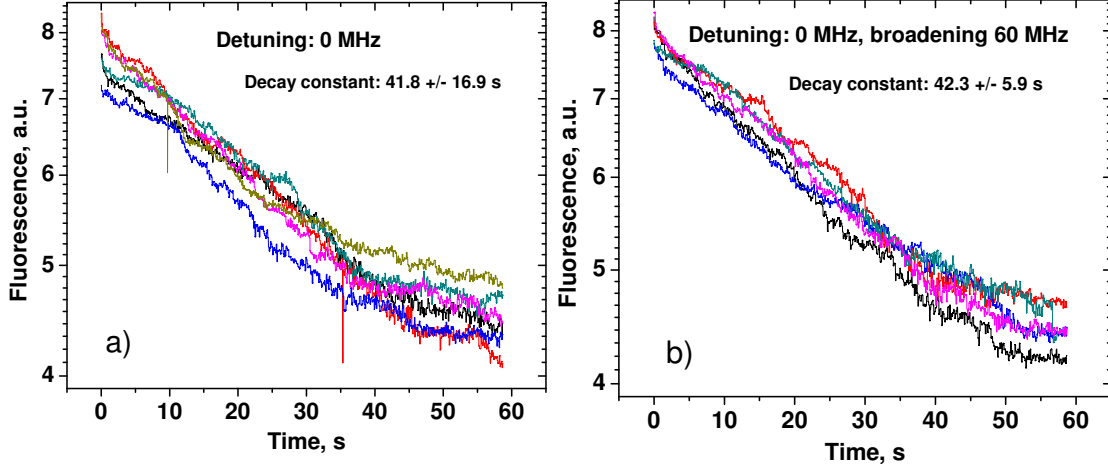 Detuning: 0 MHz
Decay constant: 41.8 +/- 16.9 s
Fluorescence, a.u.
8
7
6
5
4
a)
0 10 20 30 40 50 60
Time, s
Detuning: 0 MHz, broadening 60 MHz
Decay constant: 42.3 +/- 5.9 s
Fluorescence, a.u.
8
7
6
5
4
b)
0 10 20 30 40 50 60
Time, s